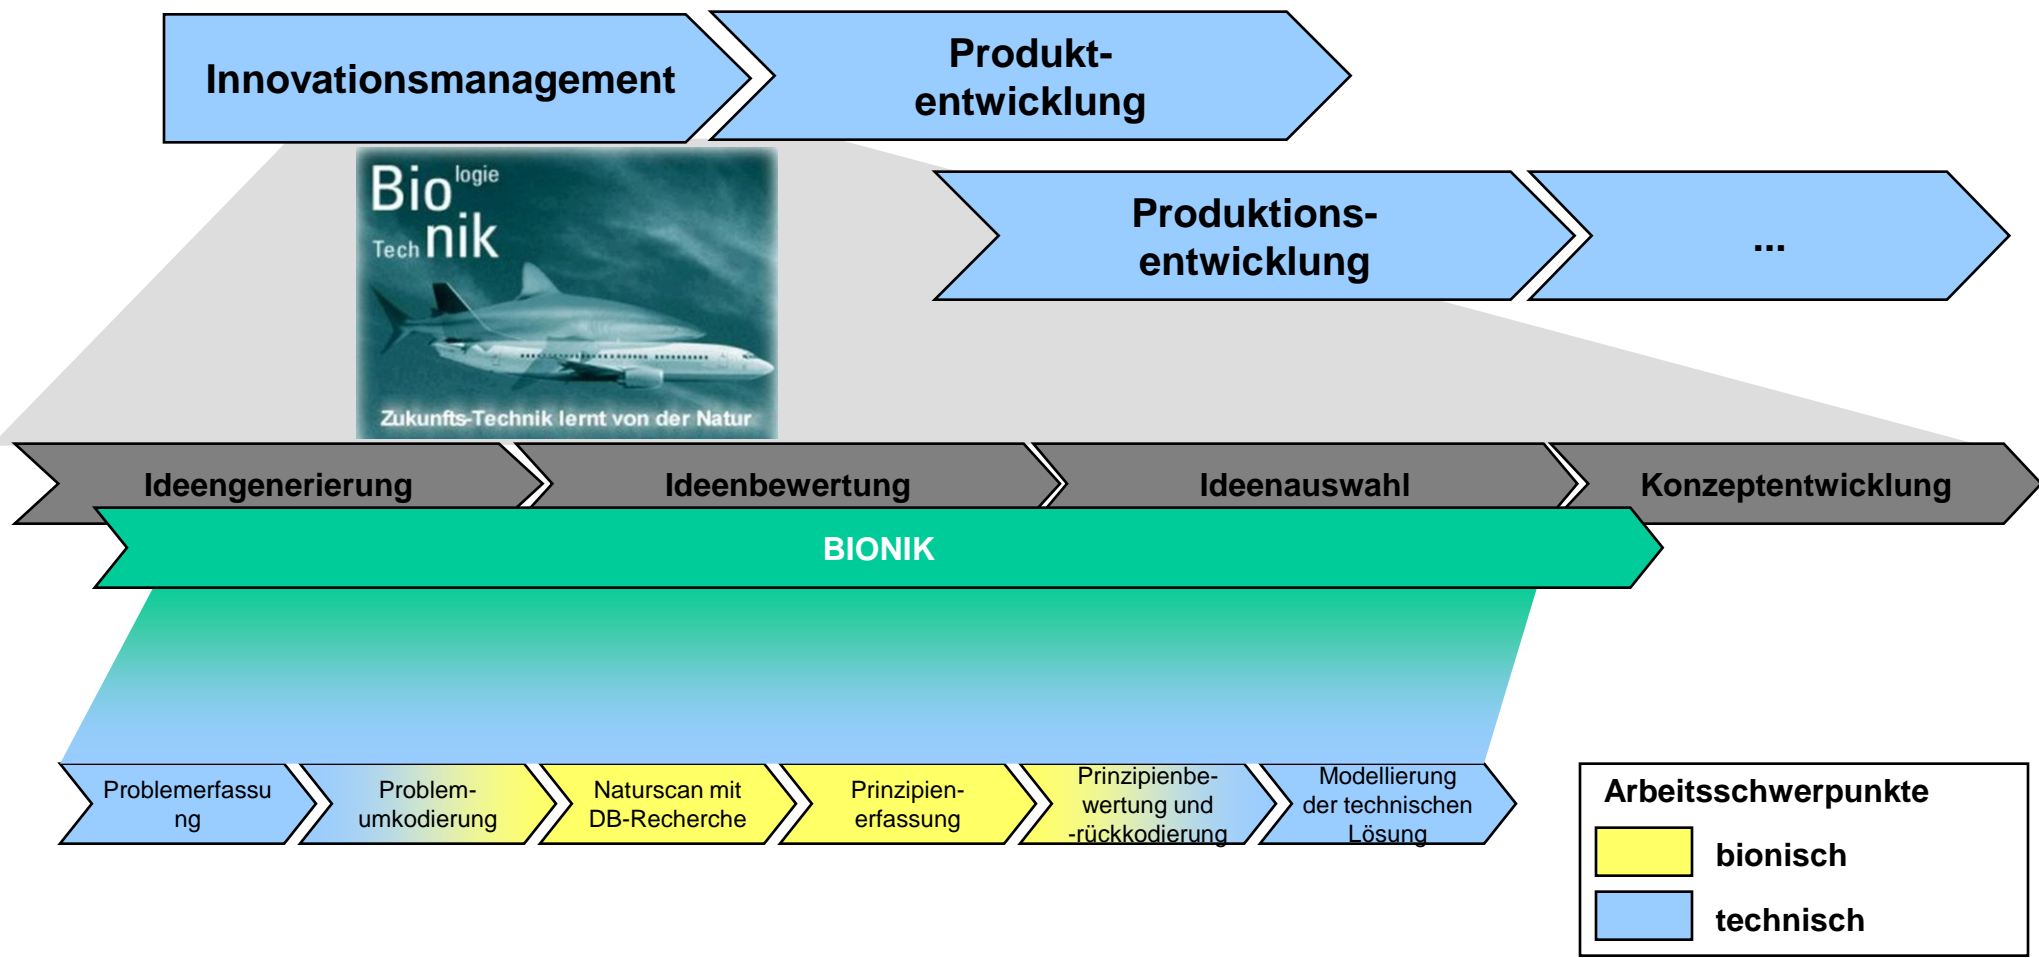 Innovationsmanagement
Produkt-
entwicklung
Bio logie
Tech nik
Zukunfts-Technik lernt von der Natur
Produktions-
entwicklung
...
Ideengenerierung
Ideenbewertung
Ideenauswahl
Konzeptentwicklung
BIONIK
Problemerfassu
ng
Problem-
umkodierung
Naturscan mit
DB-Recherche
Prinzipien-
erfassung
Prinzipienbe-
wertung und
-rückkodierung
Modellierung
der technischen
Lösung
Arbeitsschwerpunkte
bionisch
technisch